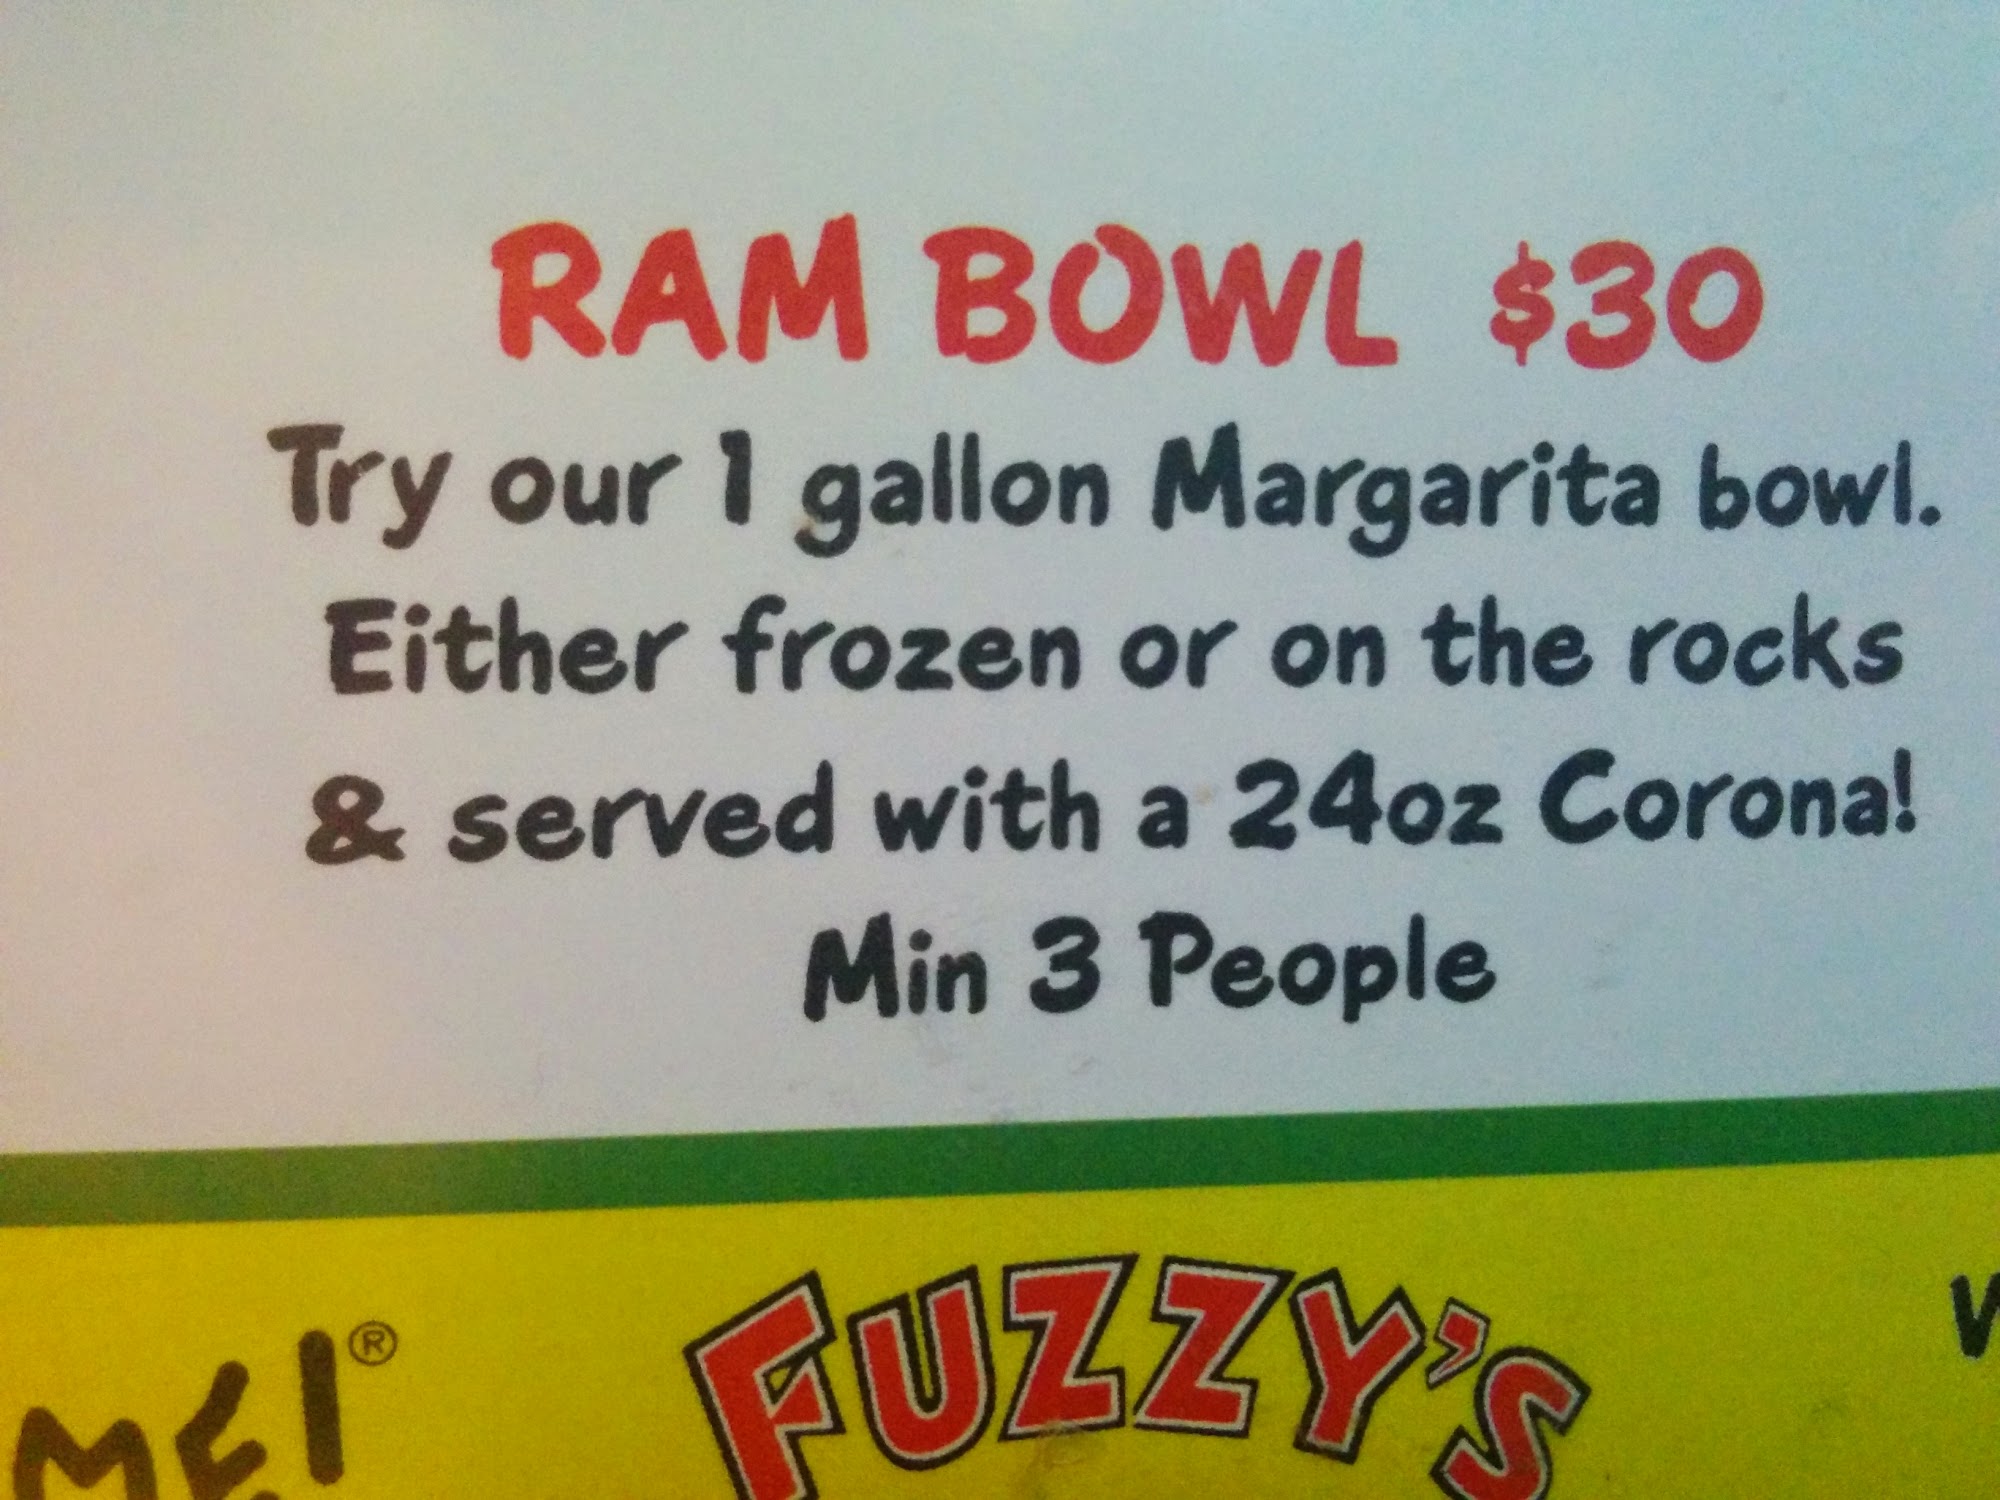 RAM BOWL $30
Try our 1 gallon Margarita bowl.
Either frozen or on the rocks
& served with a 24oz Corona!
Min 3 People
FUZZY'S
ME!®